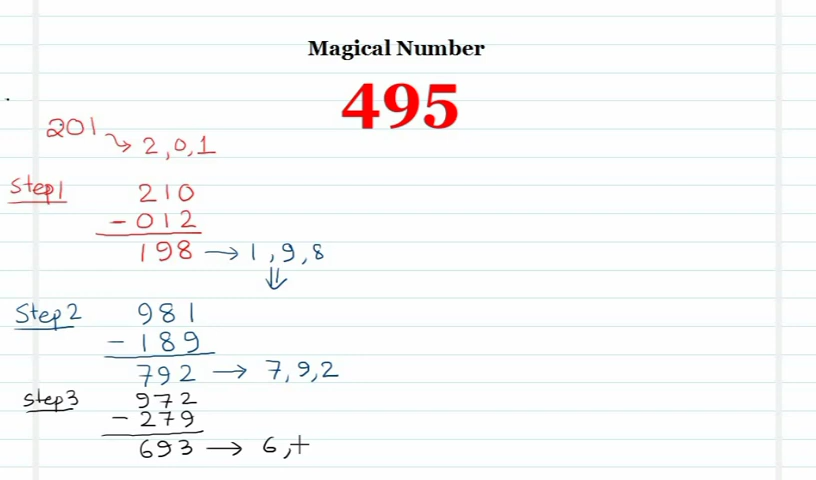 Magical Number
495
201
2,0,1
Step1
210
- 012
198 → 1,9,8
⇓
Step2
981
- 189
792 → 7,9,2
Step3
972
- 279
693 → 6,